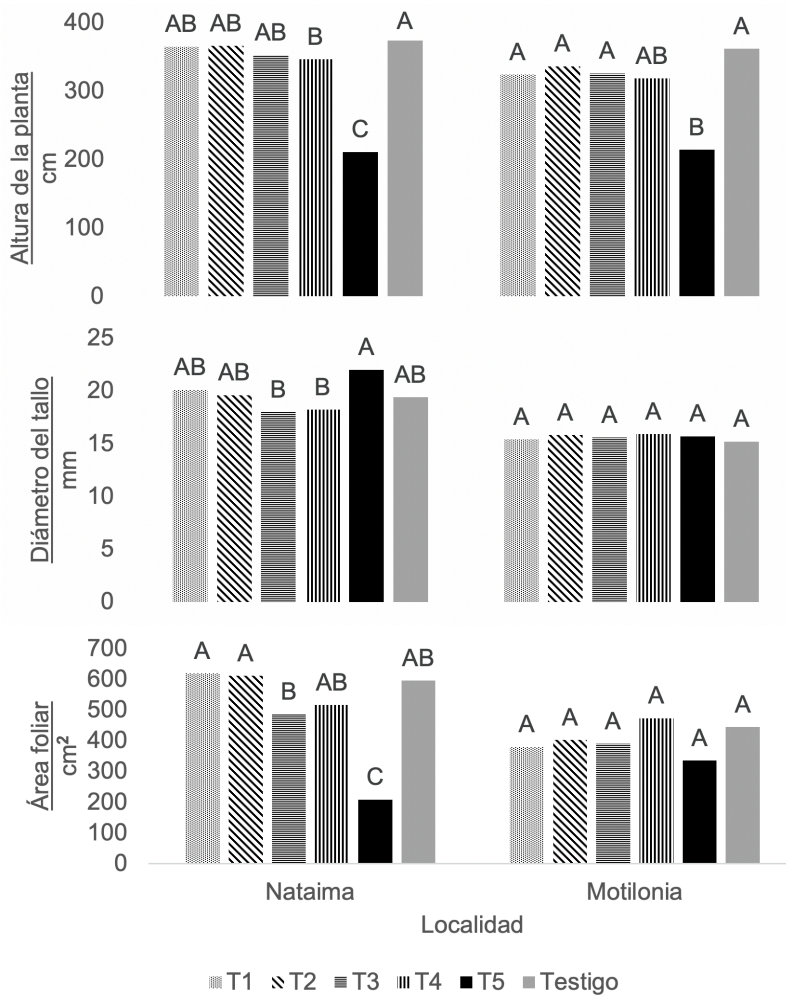 Altura de la planta
cm
400
300
200
100
0
AB AB AB B C A
A A A AB B A
Diámetro del tallo
mm
25
20
15
10
5
0
AB AB B B A AB
A A A A A A
Área foliar
cm²
700
600
500
400
300
200
100
0
A A B AB C AB
A A A A A A
Nataima Motilonia
Localidad
T1 T2 T3 T4 T5 Testigo